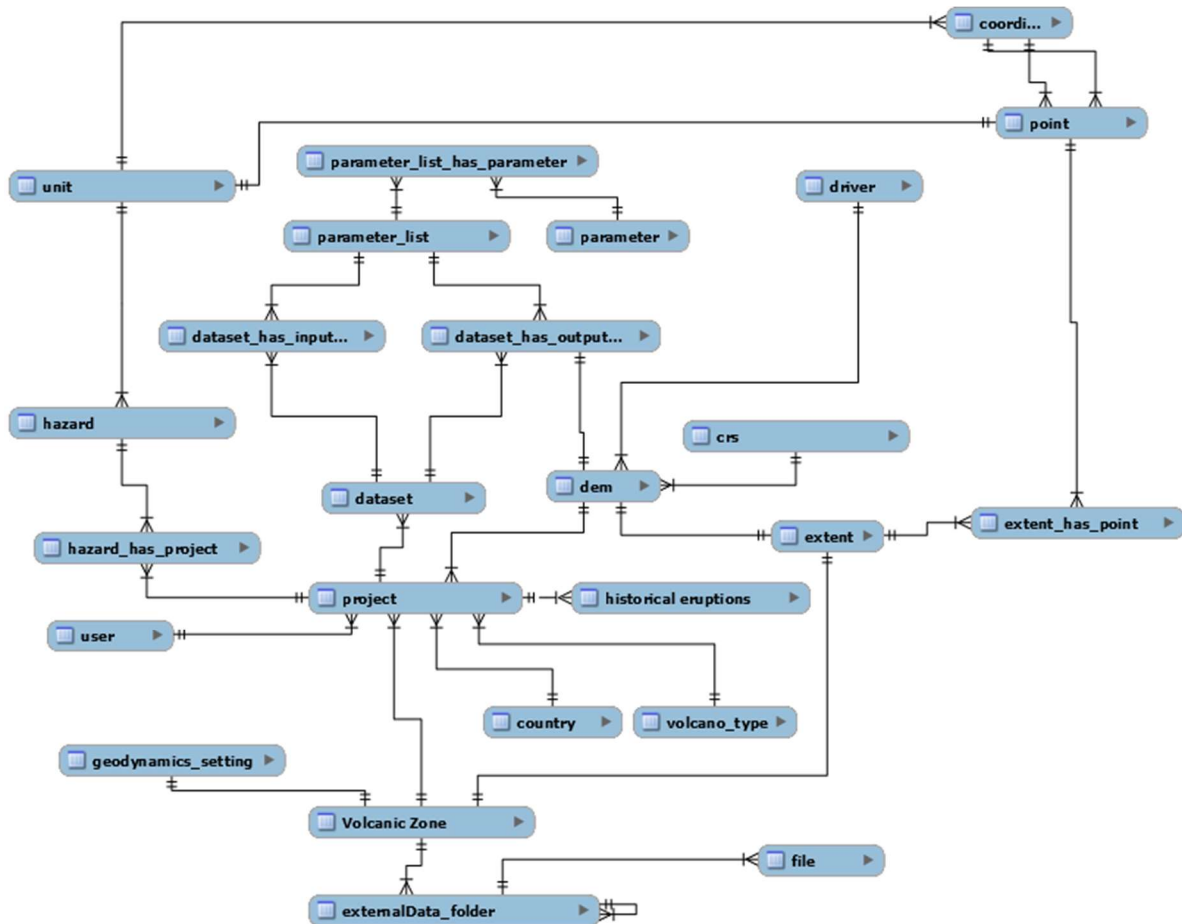 coordi...
point
parameter_list_has_parameter
unit
driver
parameter_list
parameter
dataset_has_input...
dataset_has_output...
hazard
crs
dem
dataset
extent_has_point
extent
hazard_has_project
project
historical eruptions
user
country
volcano_type
geodynamics_setting
Volcanic Zone
file
externalData_folder